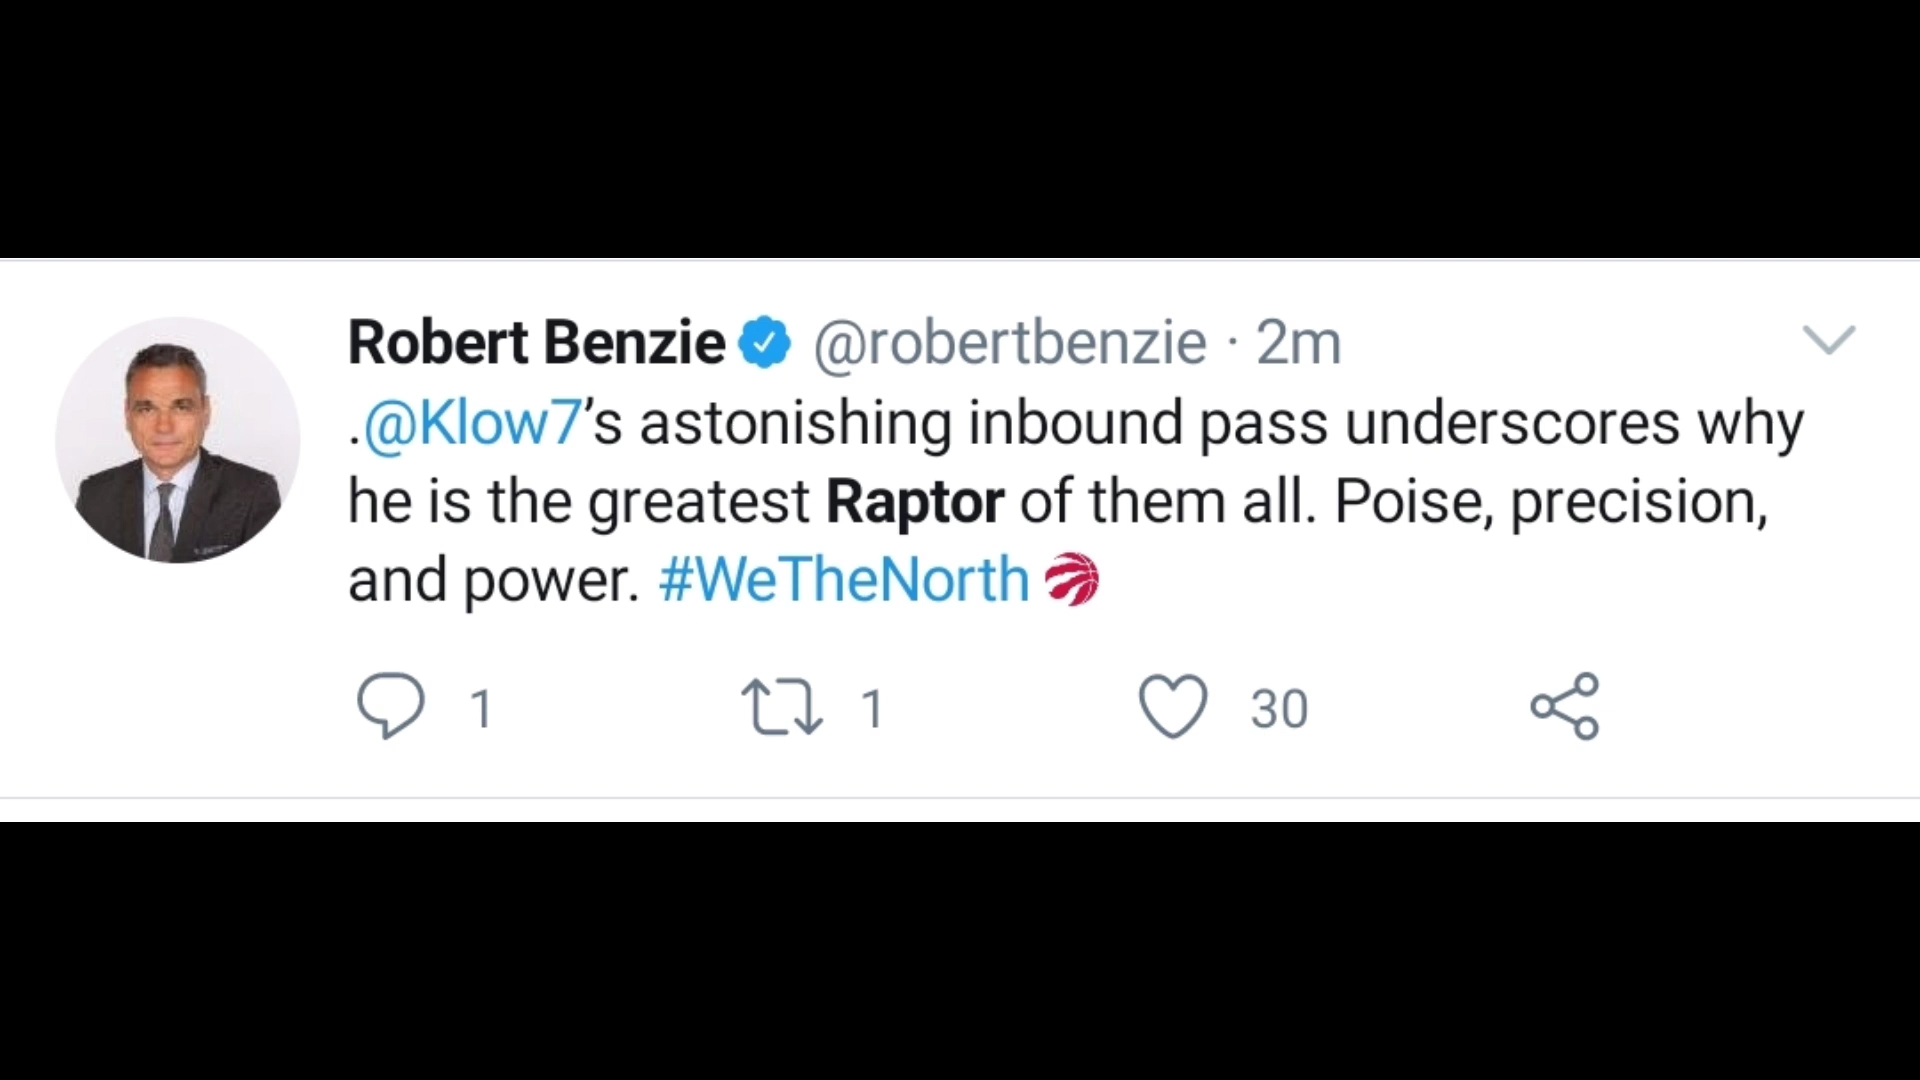 Robert Benzie @robertbenzie · 2m
.@Klow7’s astonishing inbound pass underscores why
he is the greatest Raptor of them all. Poise, precision,
and power. #WeTheNorth
1 1 30